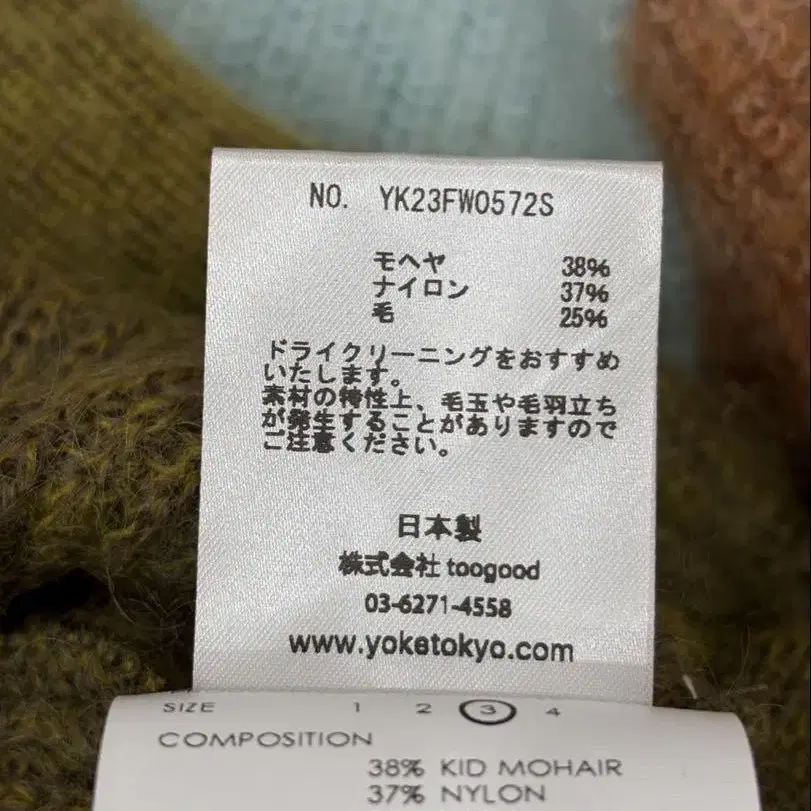 NO. YK23FW0572S
モヘヤ 38%
ナイロン 37%
毛 25%
ドライクリーニングをおすすめ
いたします。
素材の特性上、毛玉や毛羽立ち
が発生することがありますので
ご注意ください。
日本製
株式会社 toogood
03-6271-4558
www.yoketokyo.com
SIZE 1 2 3 4
COMPOSITION
38% KID MOHAIR
37% NYLON